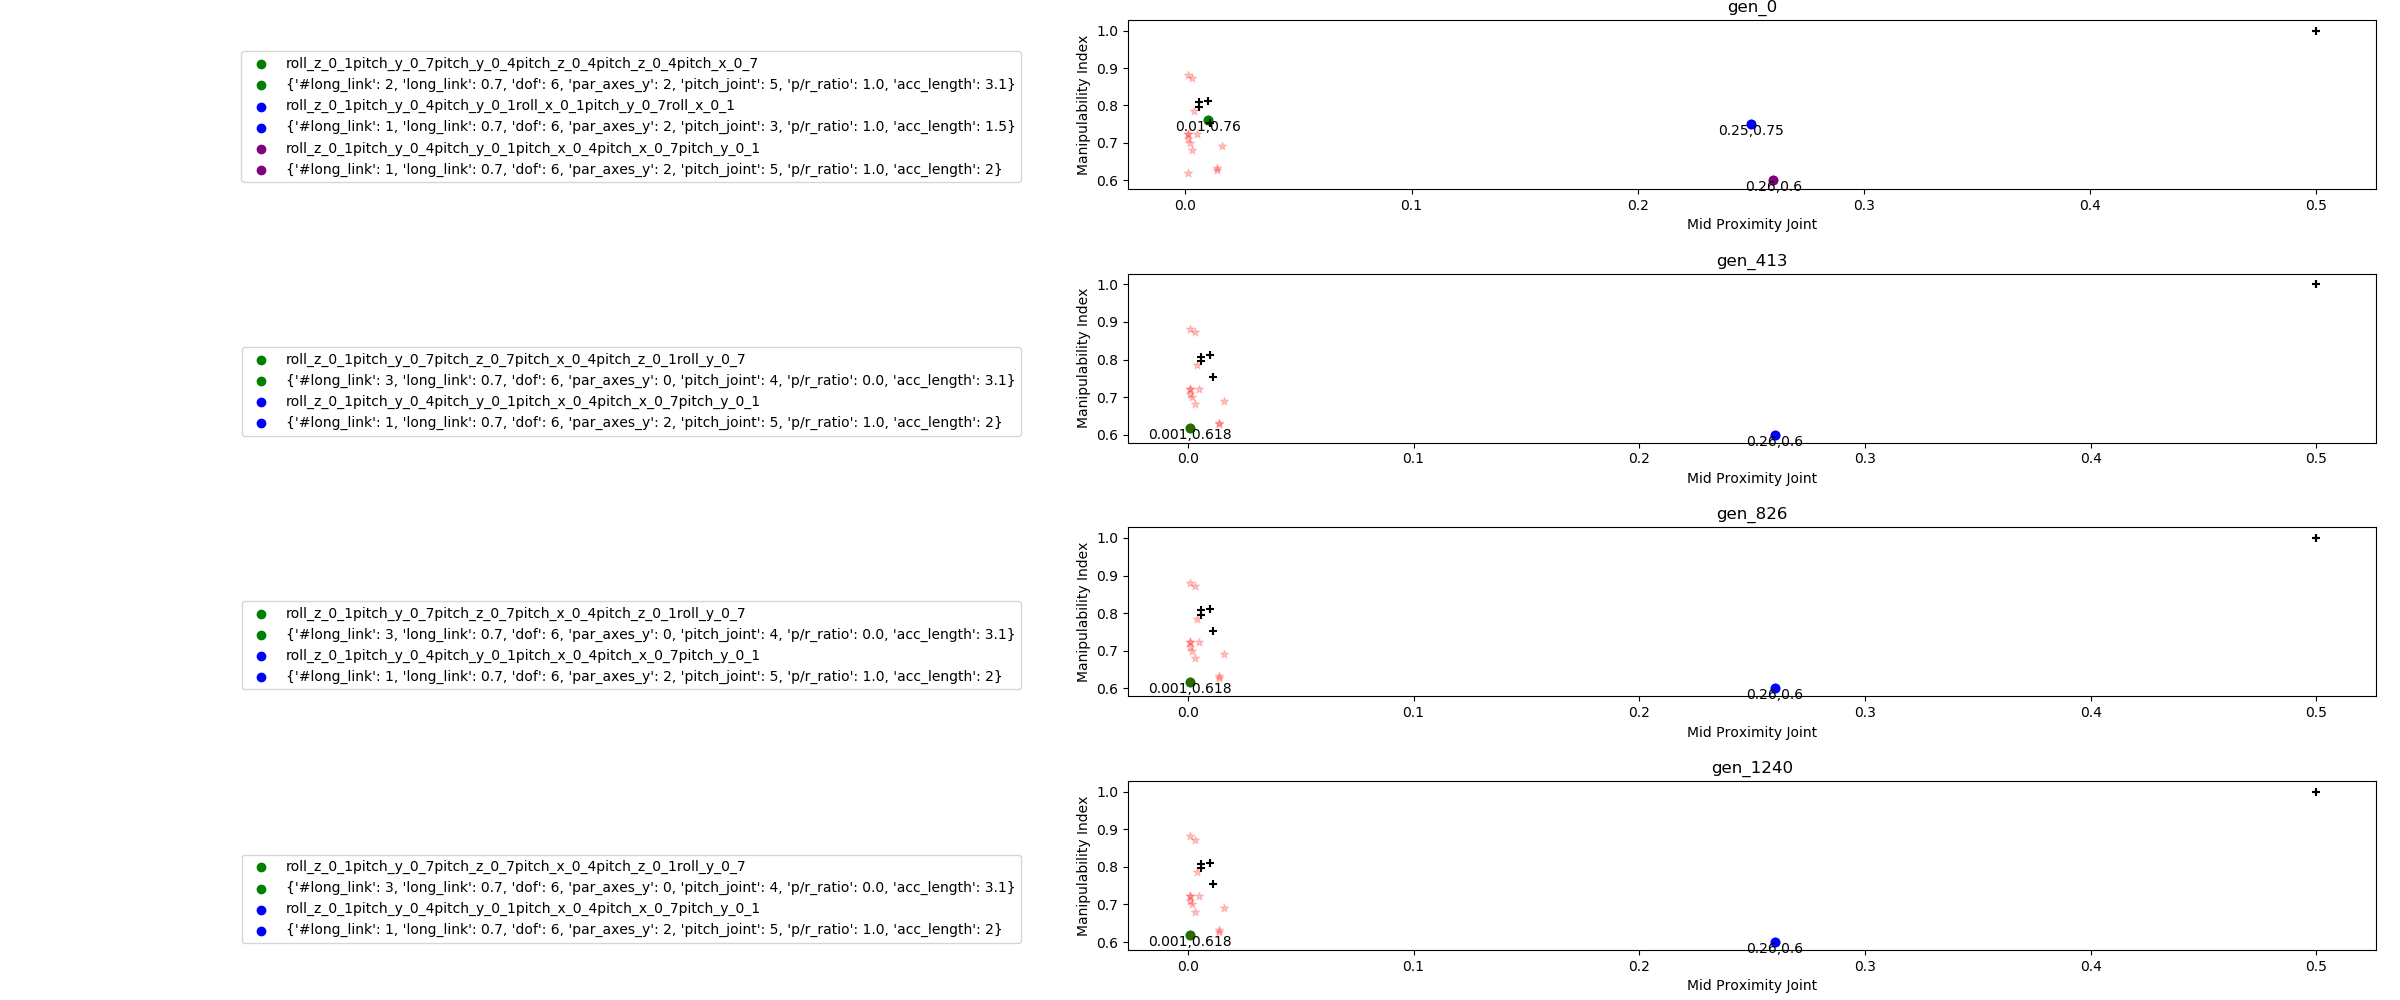 gen_0
roll_z_0_1pitch_y_0_7pitch_y_0_4pitch_z_0_4pitch_z_0_4pitch_x_0_7
{'#long_link': 2, 'long_link': 0.7, 'dof': 6, 'par_axes_y': 2, 'pitch_joint': 5, 'p/r_ratio': 1.0, 'acc_length': 3.1}
roll_z_0_1pitch_y_0_4pitch_y_0_1roll_x_0_1pitch_y_0_7roll_x_0_1
{'#long_link': 1, 'long_link': 0.7, 'dof': 6, 'par_axes_y': 2, 'pitch_joint': 3, 'p/r_ratio': 1.0, 'acc_length': 1.5}
roll_z_0_1pitch_y_0_4pitch_y_0_1pitch_x_0_4pitch_x_0_7pitch_y_0_1
{'#long_link': 1, 'long_link': 0.7, 'dof': 6, 'par_axes_y': 2, 'pitch_joint': 5, 'p/r_ratio': 1.0, 'acc_length': 2}
Manipulability Index
1.0
0.9
0.8
0.7
0.6
0.01,0.76
0.25,0.75
0.26,0.6
0.0 0.1 0.2 0.3 0.4 0.5
Mid Proximity Joint
gen_413
roll_z_0_1pitch_y_0_7pitch_z_0_7pitch_x_0_4pitch_z_0_1roll_y_0_7
{'#long_link': 3, 'long_link': 0.7, 'dof': 6, 'par_axes_y': 0, 'pitch_joint': 4, 'p/r_ratio': 0.0, 'acc_length': 3.1}
roll_z_0_1pitch_y_0_4pitch_y_0_1pitch_x_0_4pitch_x_0_7pitch_y_0_1
{'#long_link': 1, 'long_link': 0.7, 'dof': 6, 'par_axes_y': 2, 'pitch_joint': 5, 'p/r_ratio': 1.0, 'acc_length': 2}
Manipulability Index
1.0
0.9
0.8
0.7
0.6
0.001,0.618
0.26,0.6
0.0 0.1 0.2 0.3 0.4 0.5
Mid Proximity Joint
gen_826
roll_z_0_1pitch_y_0_7pitch_z_0_7pitch_x_0_4pitch_z_0_1roll_y_0_7
{'#long_link': 3, 'long_link': 0.7, 'dof': 6, 'par_axes_y': 0, 'pitch_joint': 4, 'p/r_ratio': 0.0, 'acc_length': 3.1}
roll_z_0_1pitch_y_0_4pitch_y_0_1pitch_x_0_4pitch_x_0_7pitch_y_0_1
{'#long_link': 1, 'long_link': 0.7, 'dof': 6, 'par_axes_y': 2, 'pitch_joint': 5, 'p/r_ratio': 1.0, 'acc_length': 2}
Manipulability Index
1.0
0.9
0.8
0.7
0.6
0.001,0.618
0.26,0.6
0.0 0.1 0.2 0.3 0.4 0.5
Mid Proximity Joint
gen_1240
roll_z_0_1pitch_y_0_7pitch_z_0_7pitch_x_0_4pitch_z_0_1roll_y_0_7
{'#long_link': 3, 'long_link': 0.7, 'dof': 6, 'par_axes_y': 0, 'pitch_joint': 4, 'p/r_ratio': 0.0, 'acc_length': 3.1}
roll_z_0_1pitch_y_0_4pitch_y_0_1pitch_x_0_4pitch_x_0_7pitch_y_0_1
{'#long_link': 1, 'long_link': 0.7, 'dof': 6, 'par_axes_y': 2, 'pitch_joint': 5, 'p/r_ratio': 1.0, 'acc_length': 2}
Manipulability Index
1.0
0.9
0.8
0.7
0.6
0.001,0.618
0.26,0.6
0.0 0.1 0.2 0.3 0.4 0.5
Mid Proximity Joint